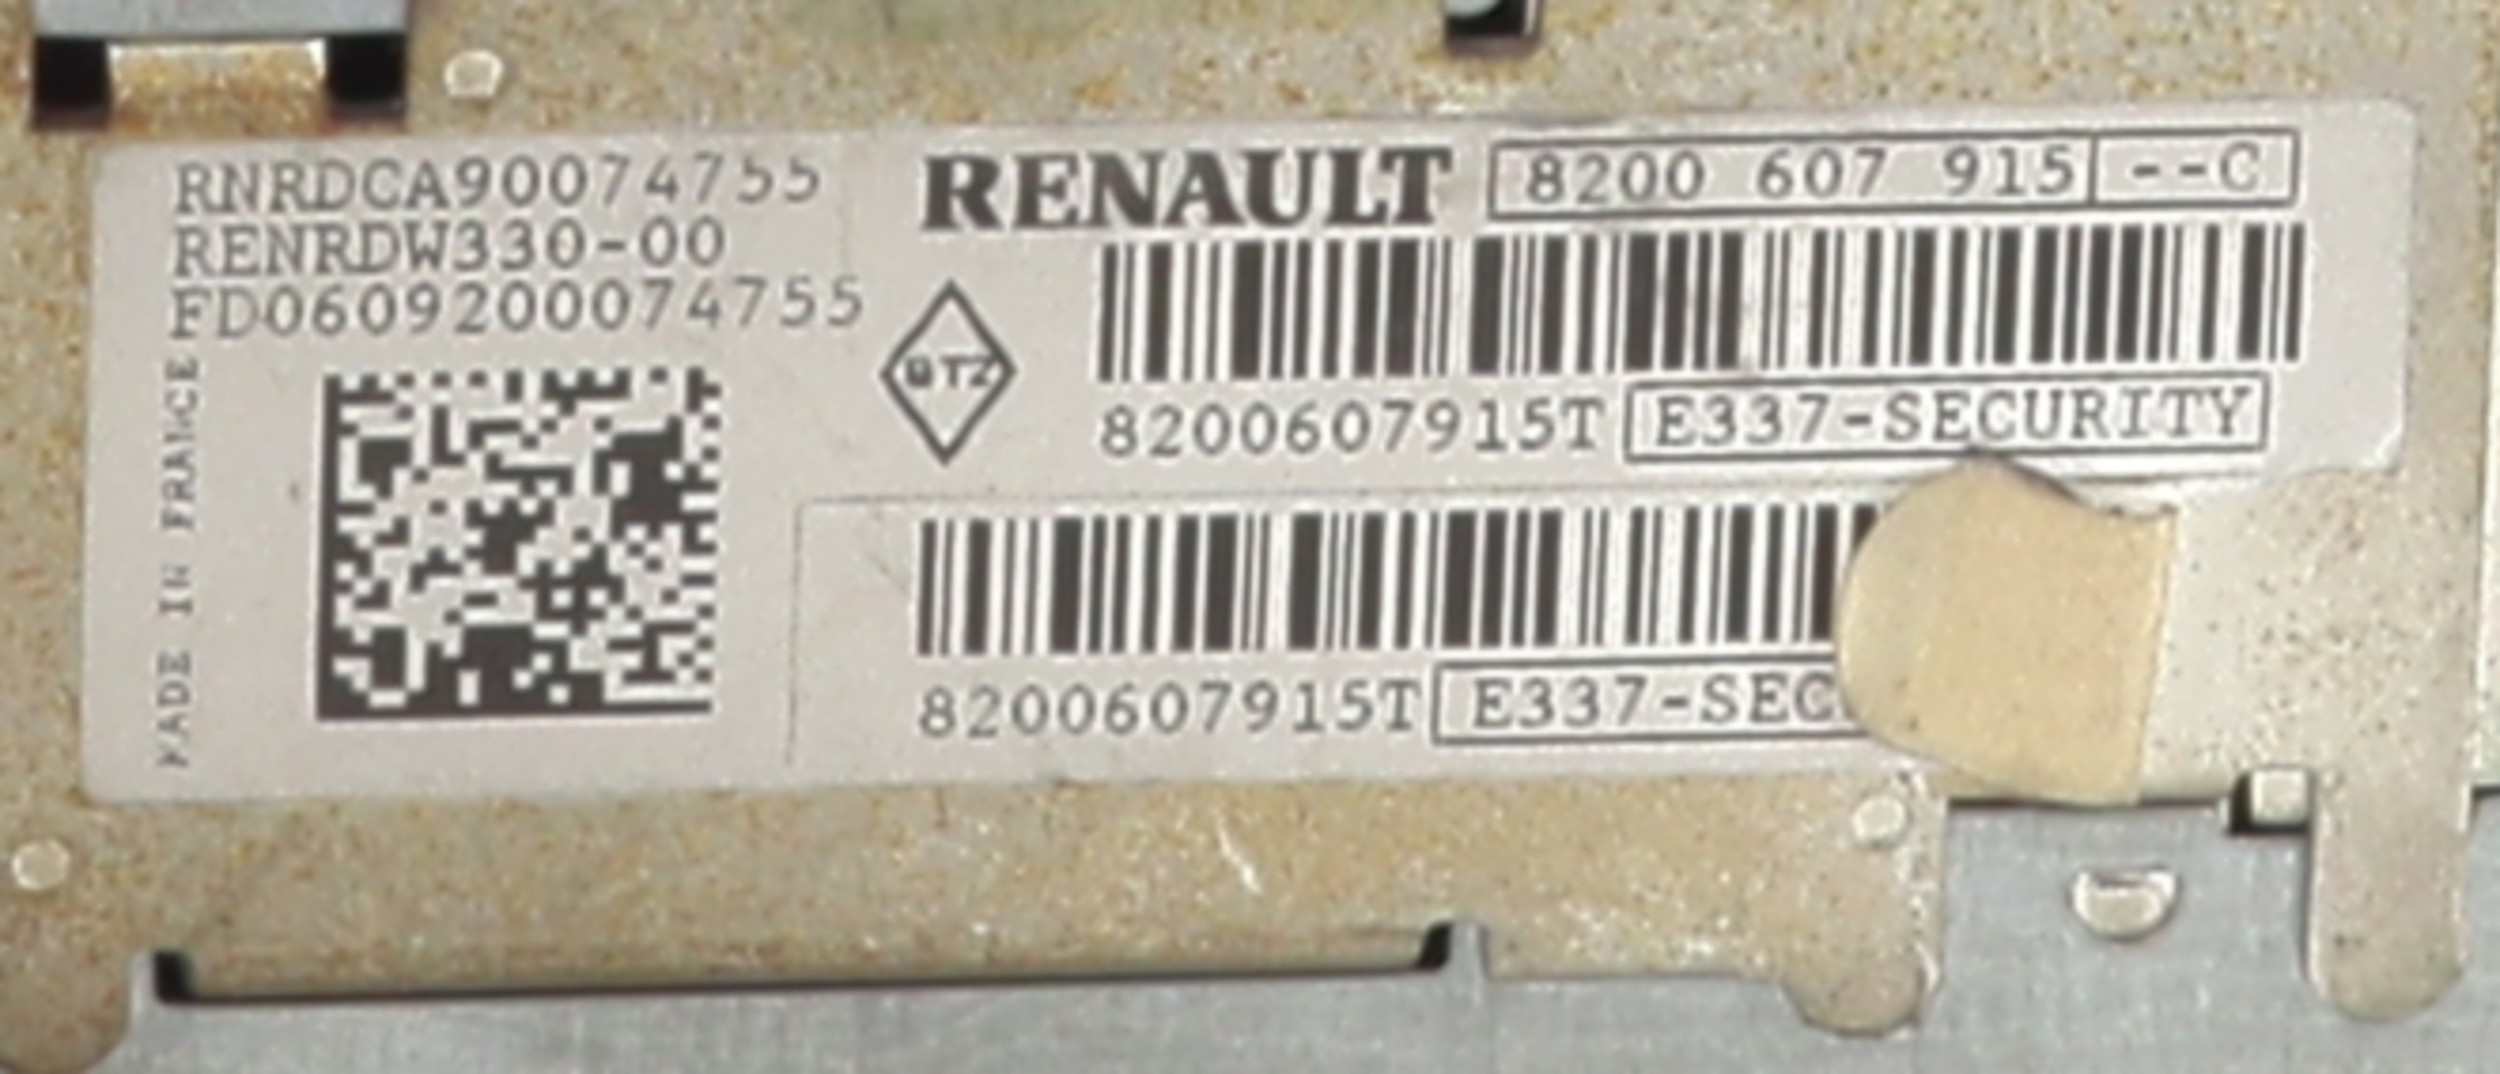 RNRDCA90074755
RENRDW330-00
FD0609200074755
MADE IN FRANCE
RENAULT 8200 607 915 --C
8200607915T E337-SECURITY
8200607915T E337-SEC